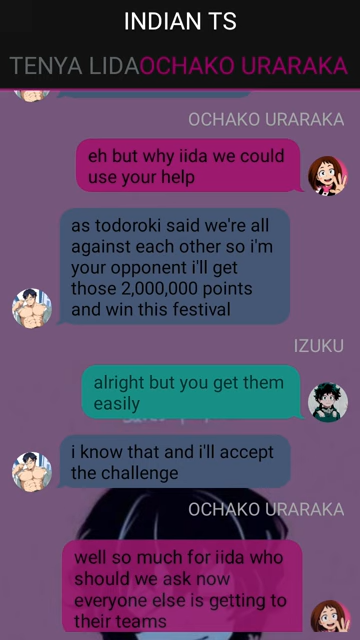 INDIAN TS
TENYA LIDAOCHAKO URARAKA
OCHAKO URARAKA
eh but why iida we could
use your help
as todoroki said we're all
against each other so i'm
your opponent i'll get
those 2,000,000 points
and win this festival
IZUKU
alright but you get them
easily
i know that and i'll accept
the challenge
OCHAKO URARAKA
well so much for iida who
should we ask now
everyone else is getting to
their teams